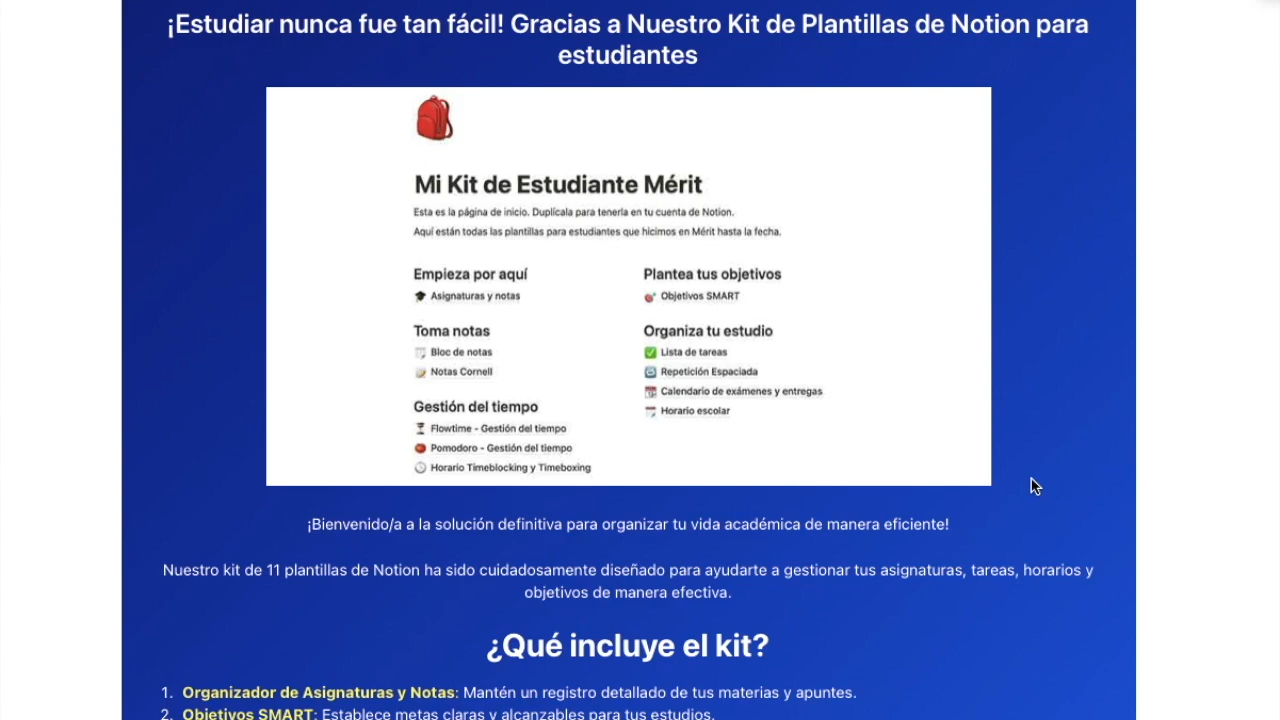 ¡Estudiar nunca fue tan fácil! Gracias a Nuestro Kit de Plantillas de Notion para
estudiantes
Mi Kit de Estudiante Mérit
Esta es la página de inicio. Duplícala para tenerla en tu cuenta de Notion.
Aquí están todas las plantillas para estudiantes que hicimos en Mérit hasta la fecha.
Empieza por aquí
Asignaturas y notas
Toma notas
Bloc de notas
Notas Cornell
Gestión del tiempo
Flowtime - Gestión del tiempo
Pomodoro - Gestión del tiempo
Horario Timeblocking y Timeboxing
Plantea tus objetivos
Objetivos SMART
Organiza tu estudio
Lista de tareas
Repetición Espaciada
Calendario de exámenes y entregas
Horario escolar
¡Bienvenido/a a la solución definitiva para organizar tu vida académica de manera eficiente!
Nuestro kit de 11 plantillas de Notion ha sido cuidadosamente diseñado para ayudarte a gestionar tus asignaturas, tareas, horarios y
objetivos de manera efectiva.
¿Qué incluye el kit?
1. Organizador de Asignaturas y Notas: Mantén un registro detallado de tus materias y apuntes.
2. Objetivos SMART: Establece metas claras y alcanzables para tus estudios.